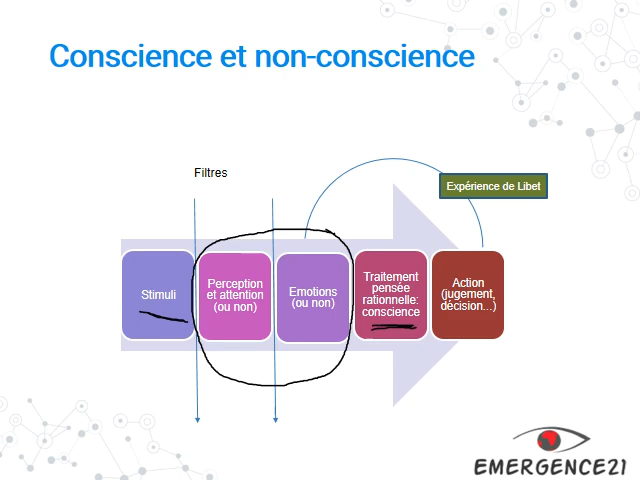 Conscience et non-conscience
Filtres
Expérience de Libet
Stimuli
Perception
et attention
(ou non)
Emotions
(ou non)
Traitement
pensée
rationnelle:
conscience
Action
(jugement,
décision...)
EMERGENCE21